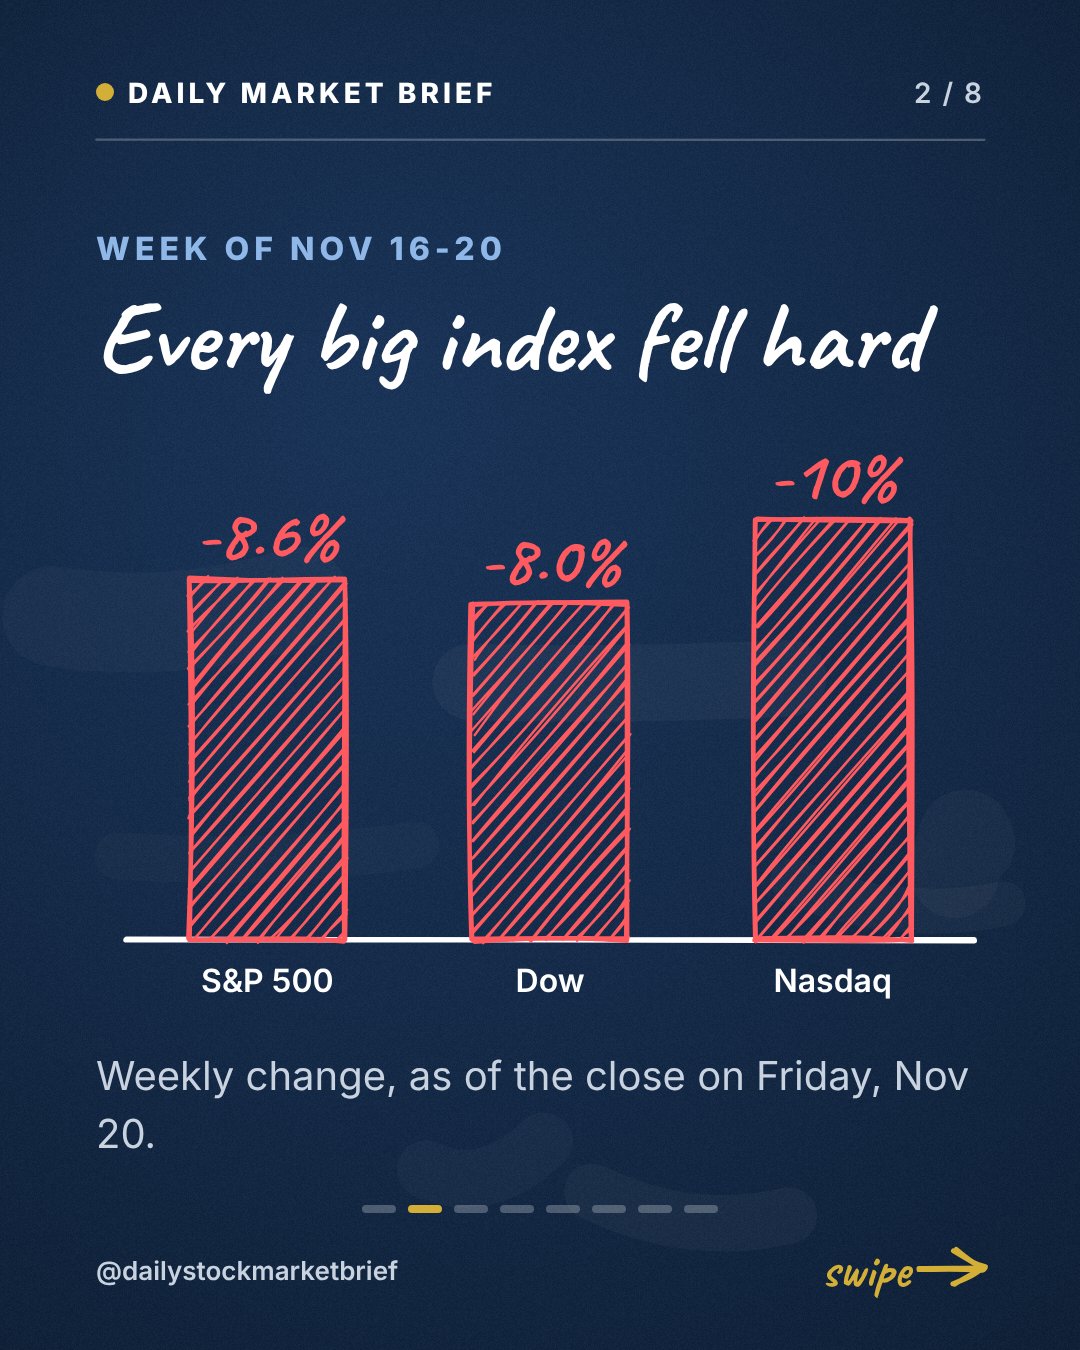 DAILY MARKET BRIEF
2 / 8
WEEK OF NOV 16-20
Every big index fell hard
-8.6%
-8.0%
-10%
S&P 500
Dow
Nasdaq
Weekly change, as of the close on Friday, Nov
20.
@dailystockmarketbrief
swipe